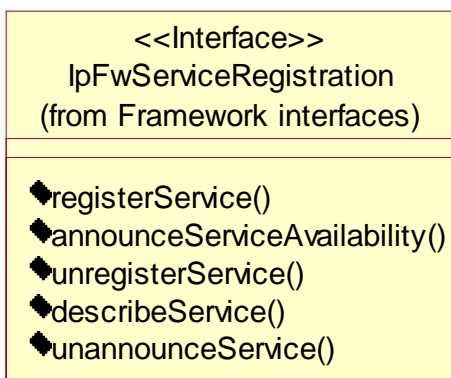 <<Interface>>
IpFwServiceRegistration
(from Framework interfaces)
registerService()
announceServiceAvailability()
unregisterService()
describeService()
unannounceService()